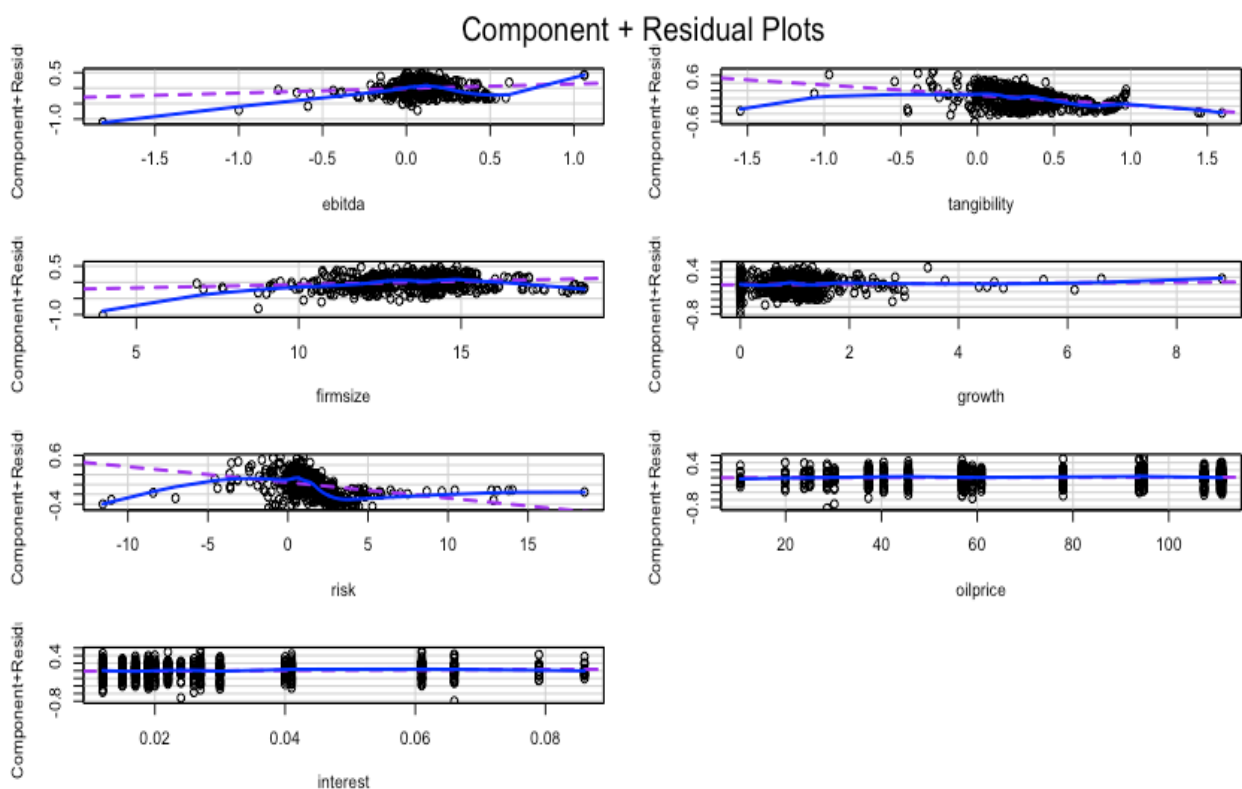 Component + Residual Plots
Component+Resid
-1.0 0.5
-1.5 -1.0 -0.5 0.0 0.5 1.0
ebitda
Component+Resid
-0.6 0.6
-1.5 -1.0 -0.5 0.0 0.5 1.0 1.5
tangibility
Component+Resid
-1.0 0.5
5 10 15
firmsize
Component+Resid
-0.8 0.4
0 2 4 6 8
growth
Component+Resid
-0.4 0.6
-10 -5 0 5 10 15
risk
Component+Resid
-0.8 0.4
20 40 60 80 100
oilprice
Component+Resid
-0.8 0.4
0.02 0.04 0.06 0.08
interest